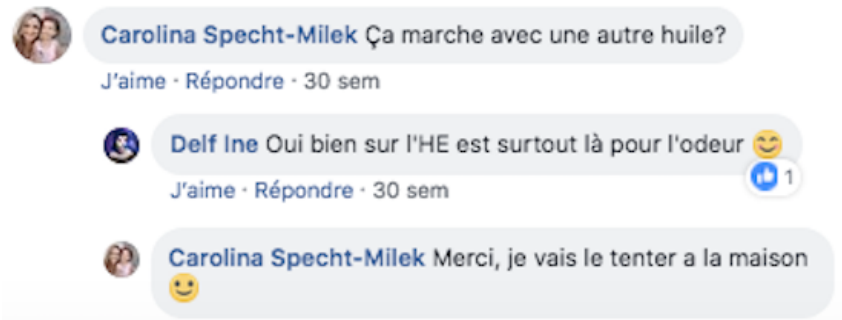 Carolina Specht-Milek Ça marche avec une autre huile?
J'aime · Répondre · 30 sem
Delf Ine Oui bien sur l'HE est surtout là pour l'odeur 😊
1
J'aime · Répondre · 30 sem
Carolina Specht-Milek Merci, je vais le tenter a la maison
🙂